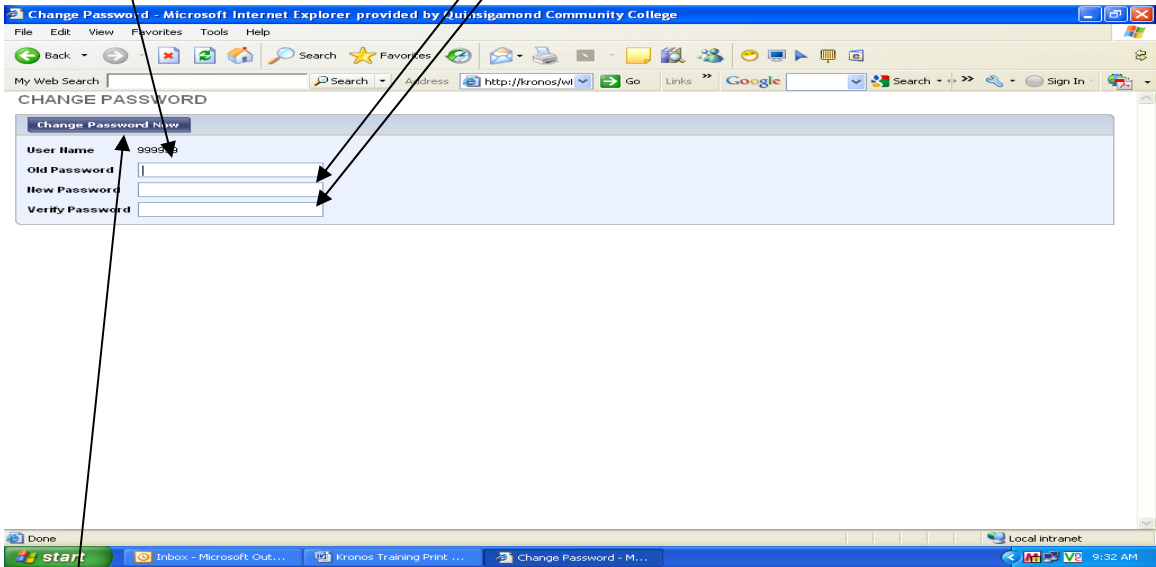 Change Password - Microsoft Internet Explorer provided by Quinsigamond Community College
File Edit View Favorites Tools Help
Back Search Favorites
My Web Search Search Address http://kronos/wl Go Links » Google Search » Sign In
CHANGE PASSWORD
Change Password Now
User Name 999999
Old Password
New Password
Verify Password
Done Local intranet
start Inbox - Microsoft Out... Kronos Training Print ... Change Password - M... 9:32 AM